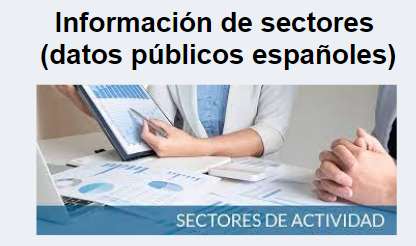 Información de sectores
(datos públicos españoles)
SECTORES DE ACTIVIDAD